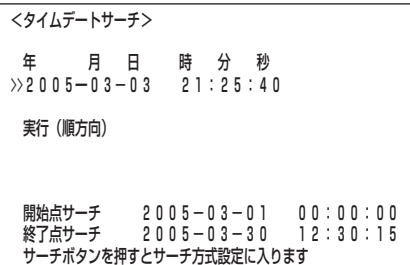 ＜タイムデートサーチ＞
年　月　日　時　分　秒
≫２００５－０３－０３　２１：２５：４０
実行（順方向）
開始点サーチ　２００５－０３－０１　００：００：００
終了点サーチ　２００５－０３－３０　１２：３０：１５
サーチボタンを押すとサーチ方式設定に入ります